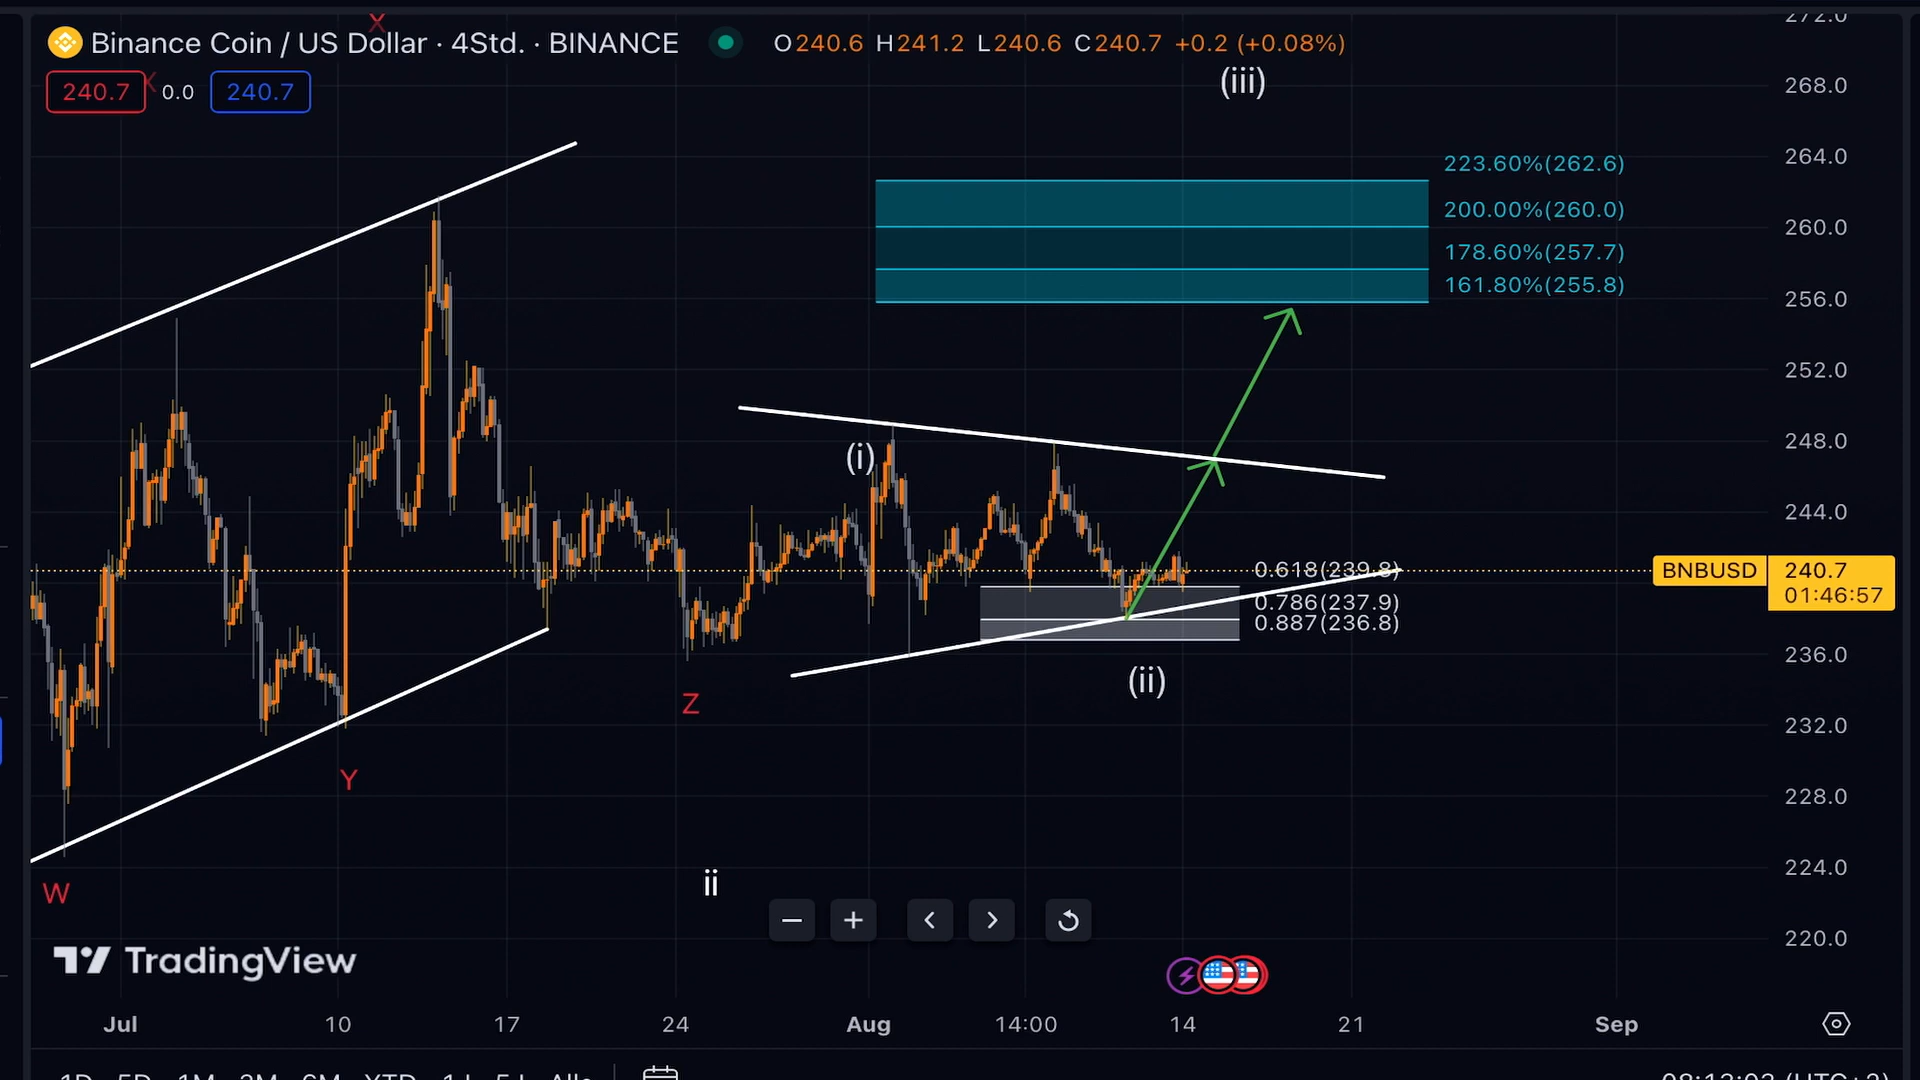 272.0
X
Binance Coin / US Dollar · 4Std. · BINANCE
O240.6 H241.2 L240.6 C240.7 +0.2 (+0.08%)
240.7
X
0.0
240.7
(iii)
268.0
264.0
260.0
256.0
252.0
248.0
244.0
236.0
232.0
228.0
224.0
220.0
223.60%(262.6)
200.00%(260.0)
178.60%(257.7)
161.80%(255.8)
(i)
0.618(239.8)
0.786(237.9)
0.887(236.8)
BNBUSD
240.7
01:46:57
(ii)
Z
Y
W
ii
TradingView
Jul 10 17 24 Aug 14:00 14 21 Sep